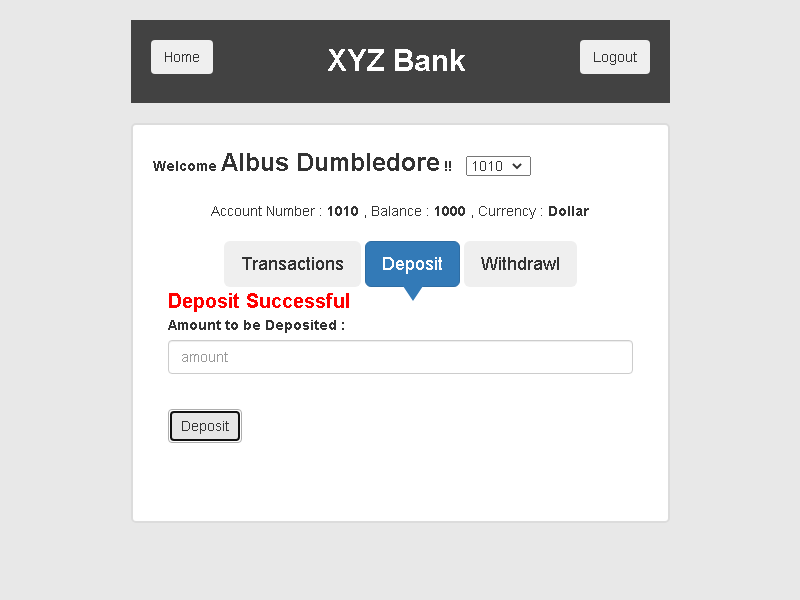 Home
XYZ Bank
Logout
Welcome Albus Dumbledore !! 1010
Account Number : 1010 , Balance : 1000 , Currency : Dollar
Transactions
Deposit
Withdrawl
Deposit Successful
Amount to be Deposited :
amount
Deposit